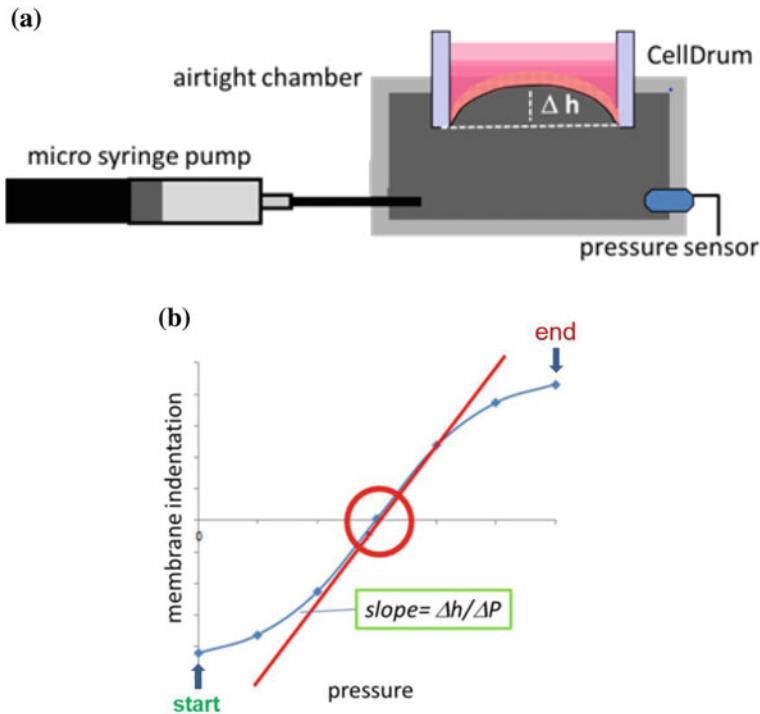 (a)
CellDrum
airtight chamber
Δ h
micro syringe pump
pressure sensor
(b)
end
membrane indentation
0
slope= Δh/ΔP
pressure
start